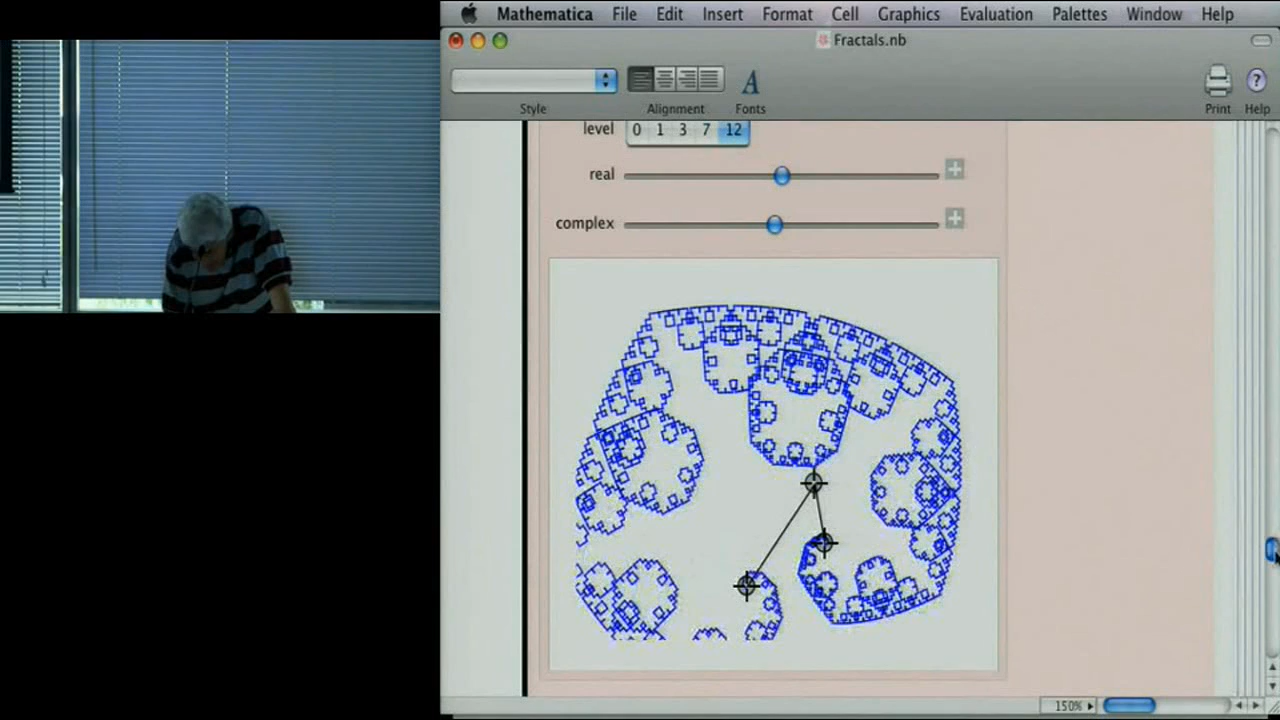 Mathematica File Edit Insert Format Cell Graphics Evaluation Palettes Window Help
Fractals.nb
Style Alignment Fonts Print Help
level 0 1 3 7 12
real
complex
150%